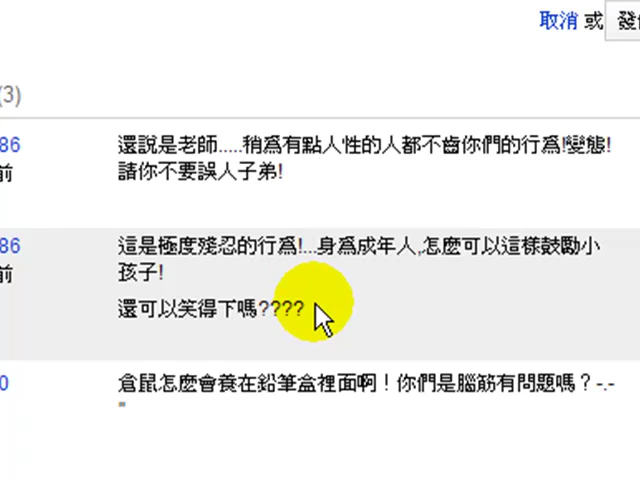 取消 或 發
(3)
86 還說是老師.....稍爲有點人性的人都不齒你們的行爲!變態!
前 請你不要誤人子弟!
86 這是極度殘忍的行爲!...身爲成年人,怎麼可以這樣鼓勵小
前 孩子!
還可以笑得下嗎????
0 倉鼠怎麼會養在鉛筆盒裡面啊！你們是腦筋有問題嗎？-.-
"